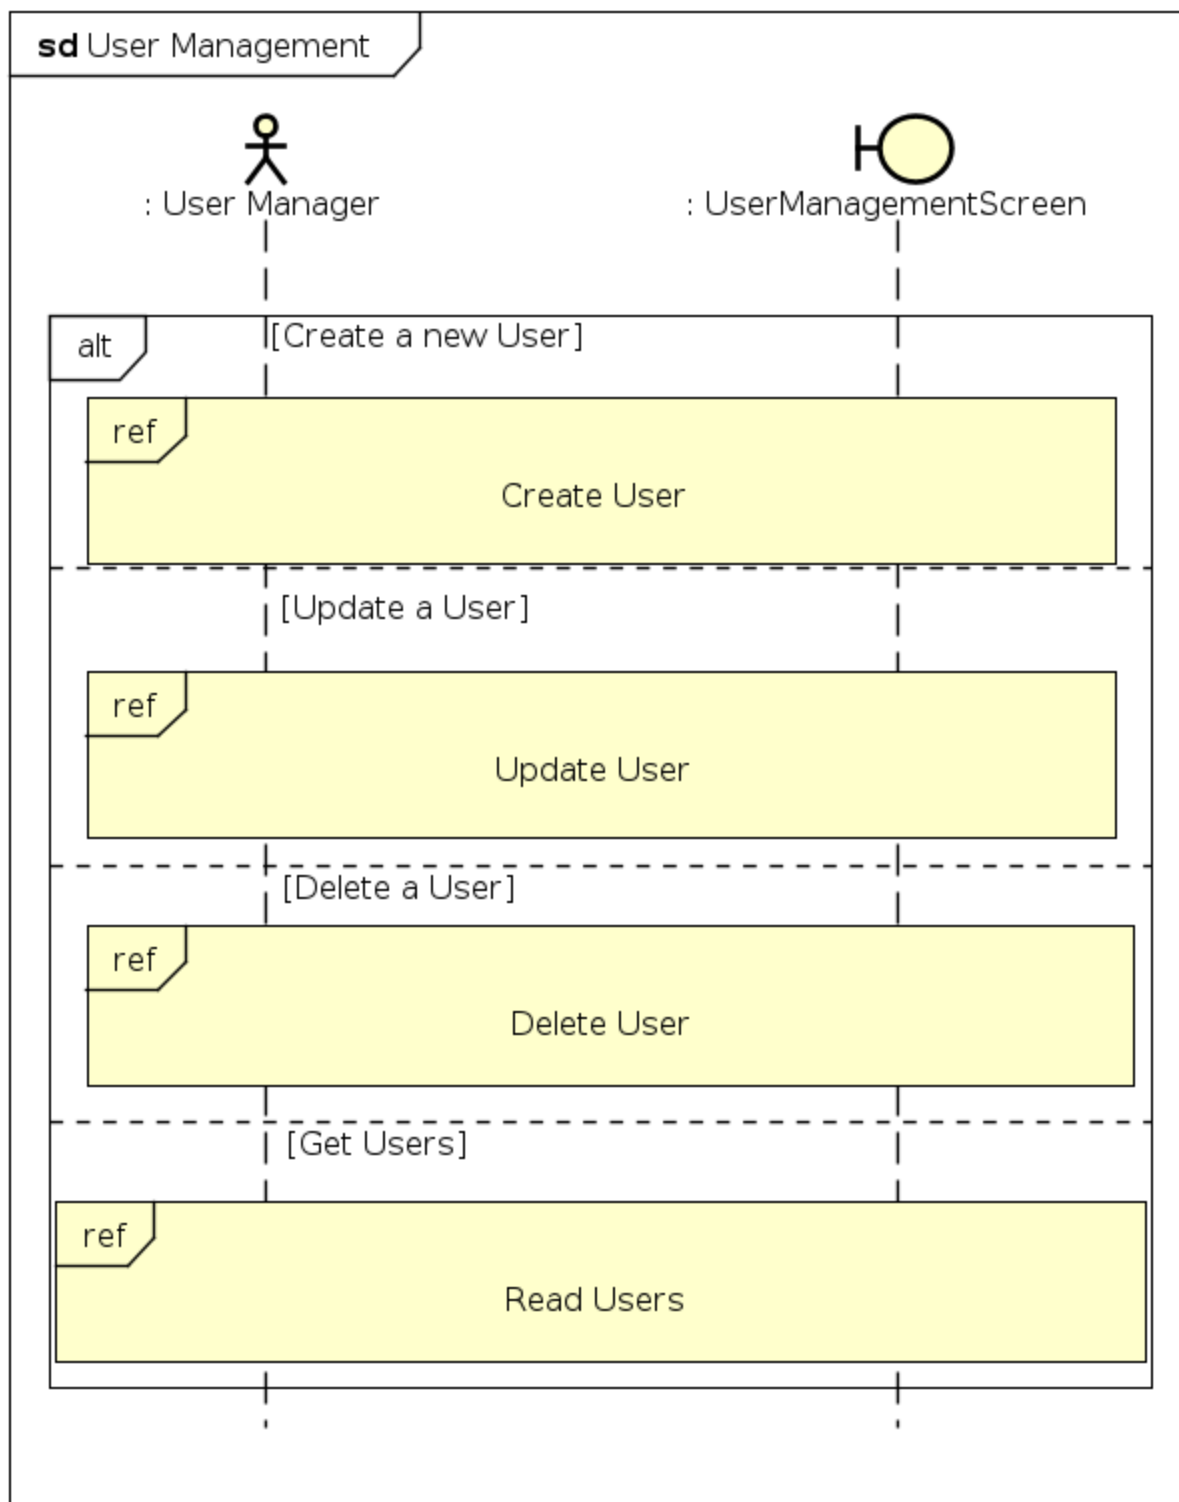 sd User Management
: User Manager
: UserManagementScreen
alt
[Create a new User]
ref
Create User
[Update a User]
ref
Update User
[Delete a User]
ref
Delete User
[Get Users]
ref
Read Users